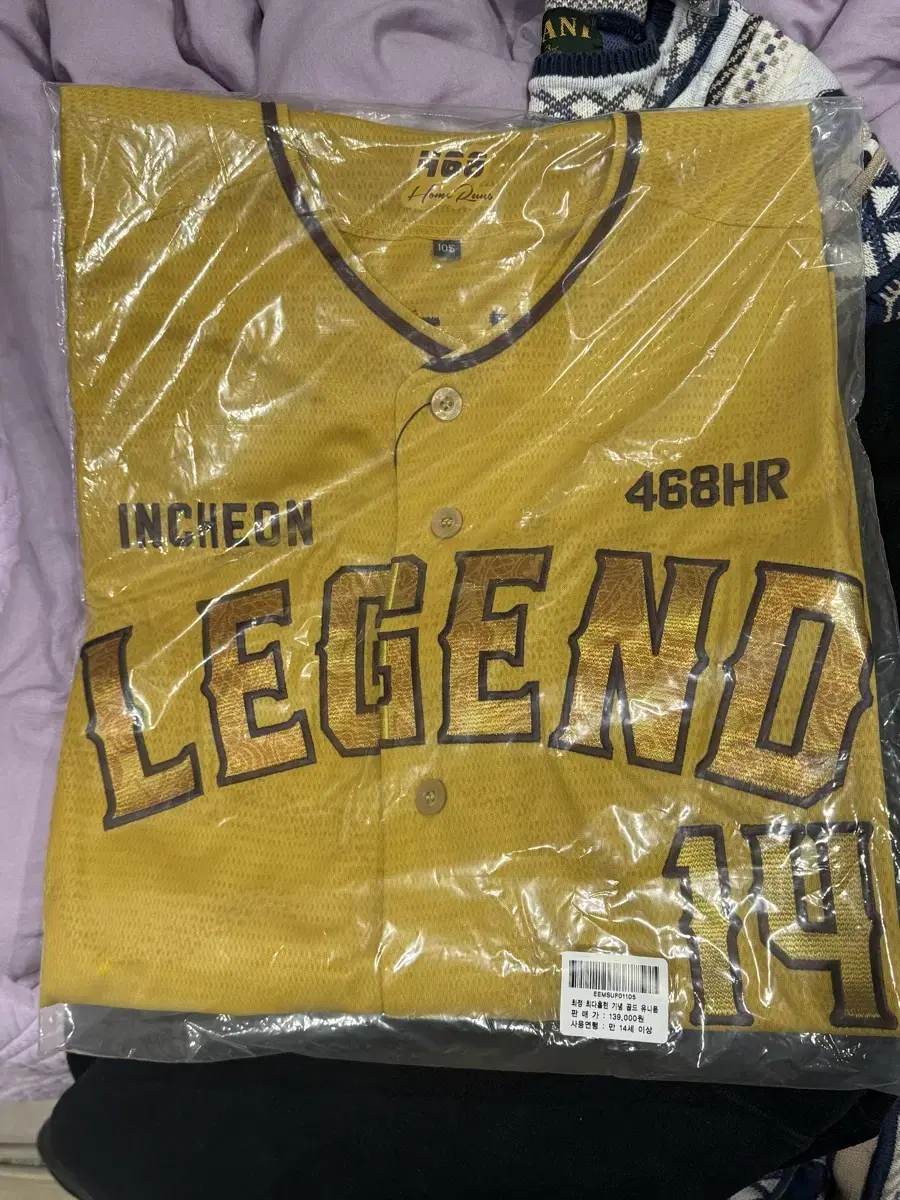 ANI
468
Home Runs
105
INCHEON
468HR
LEGEND
14
EEMSUP01105
최정 최다홈런 기념 골드 유니폼
판 매 가 : 139,000원
사용연령 : 만 14세 이상